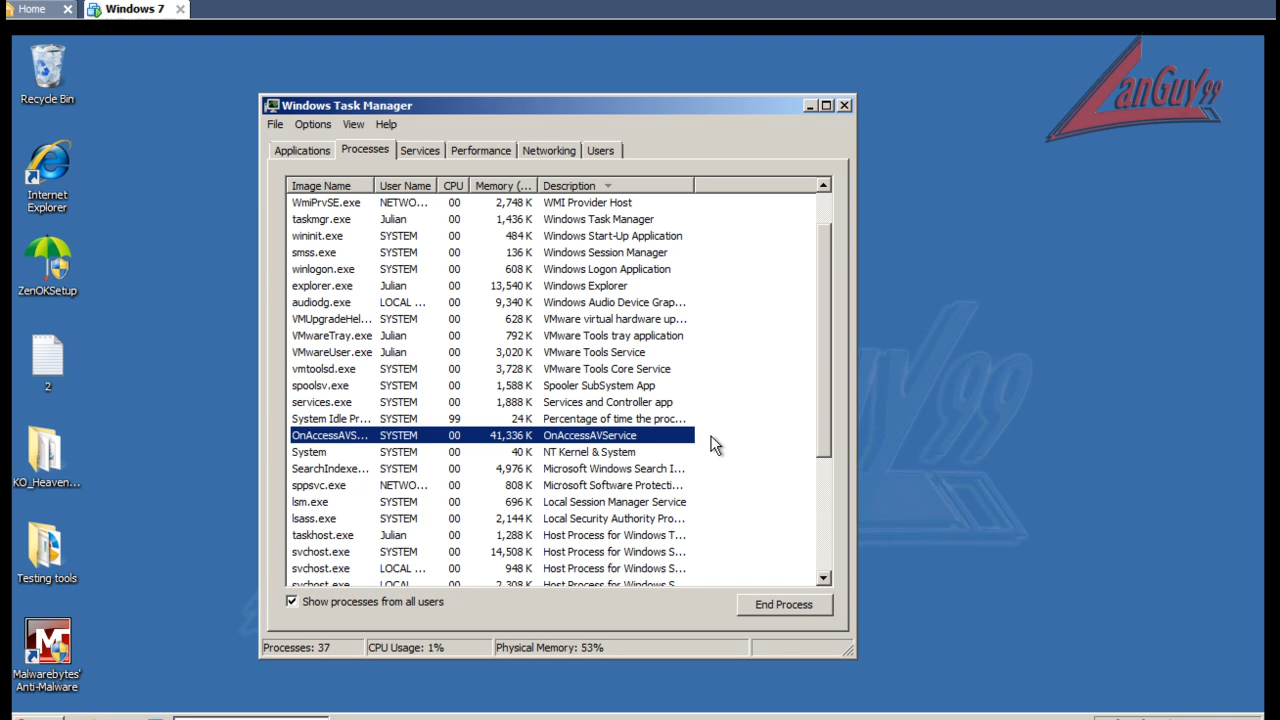 Home Windows 7
LanGuy99
Recycle Bin
Internet
Explorer
ZenOKSetup
2
KO_Heaven...
Testing tools
Malwarebytes'
Anti-Malware
Windows Task Manager
File Options View Help
Applications Processes Services Performance Networking Users
Image Name User Name CPU Memory (... Description
WmiPrvSE.exe NETWO... 2,748 K WMI Provider Host
taskmgr.exe Julian 00 1,436 K Windows Task Manager
wininit.exe SYSTEM 00 484 K Windows Start-Up Application
smss.exe SYSTEM 00 136 K Windows Session Manager
winlogon.exe SYSTEM 00 608 K Windows Logon Application
explorer.exe Julian 00 13,540 K Windows Explorer
audiodg.exe LOCAL ... 00 9,340 K Windows Audio Device Grap...
VMUpgradeHel... SYSTEM 00 628 K VMware virtual hardware up...
VMwareTray.exe Julian 00 792 K VMware Tools tray application
VMwareUser.exe Julian 00 3,020 K VMware Tools Service
vmtoolsd.exe SYSTEM 00 3,728 K VMware Tools Core Service
spoolsv.exe SYSTEM 00 1,588 K Spooler SubSystem App
services.exe SYSTEM 00 1,888 K Services and Controller app
System Idle Pr... SYSTEM 99 24 K Percentage of time the proc...
OnAccessAVS... SYSTEM 00 41,336 K OnAccessAVService
System SYSTEM 00 40 K NT Kernel & System
SearchIndexe... SYSTEM 00 4,976 K Microsoft Windows Search I...
sppsvc.exe NETWO... 00 808 K Microsoft Software Protecti...
lsm.exe SYSTEM 00 696 K Local Session Manager Service
lsass.exe SYSTEM 00 2,144 K Local Security Authority Pro...
taskhost.exe Julian 00 1,288 K Host Process for Windows T...
svchost.exe SYSTEM 00 14,508 K Host Process for Windows S...
svchost.exe LOCAL ... 00 948 K Host Process for Windows S...
svchost.exe LOCAL 00 2,308 K Host Process for Windows S
Show processes from all users End Process
Processes: 37 CPU Usage: 1% Physical Memory: 53%